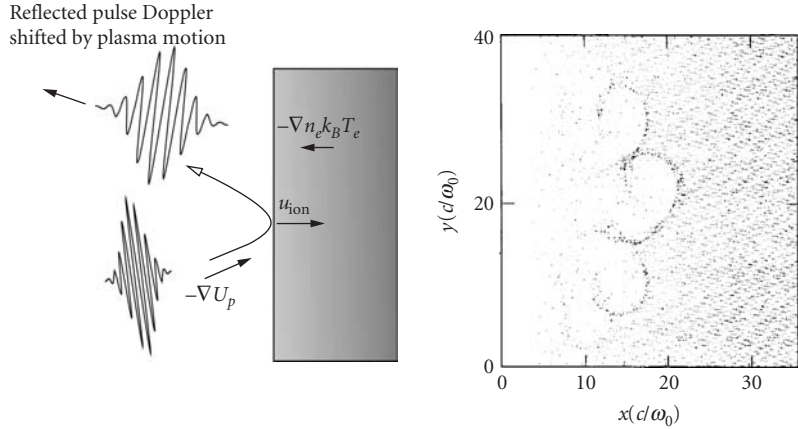 Reflected pulse Doppler
shifted by plasma motion
−∇n_e k_B T_e
u_ion
−∇U_p
40
20
0
y(c/ω_0)
0
10
20
30
x(c/ω_0)